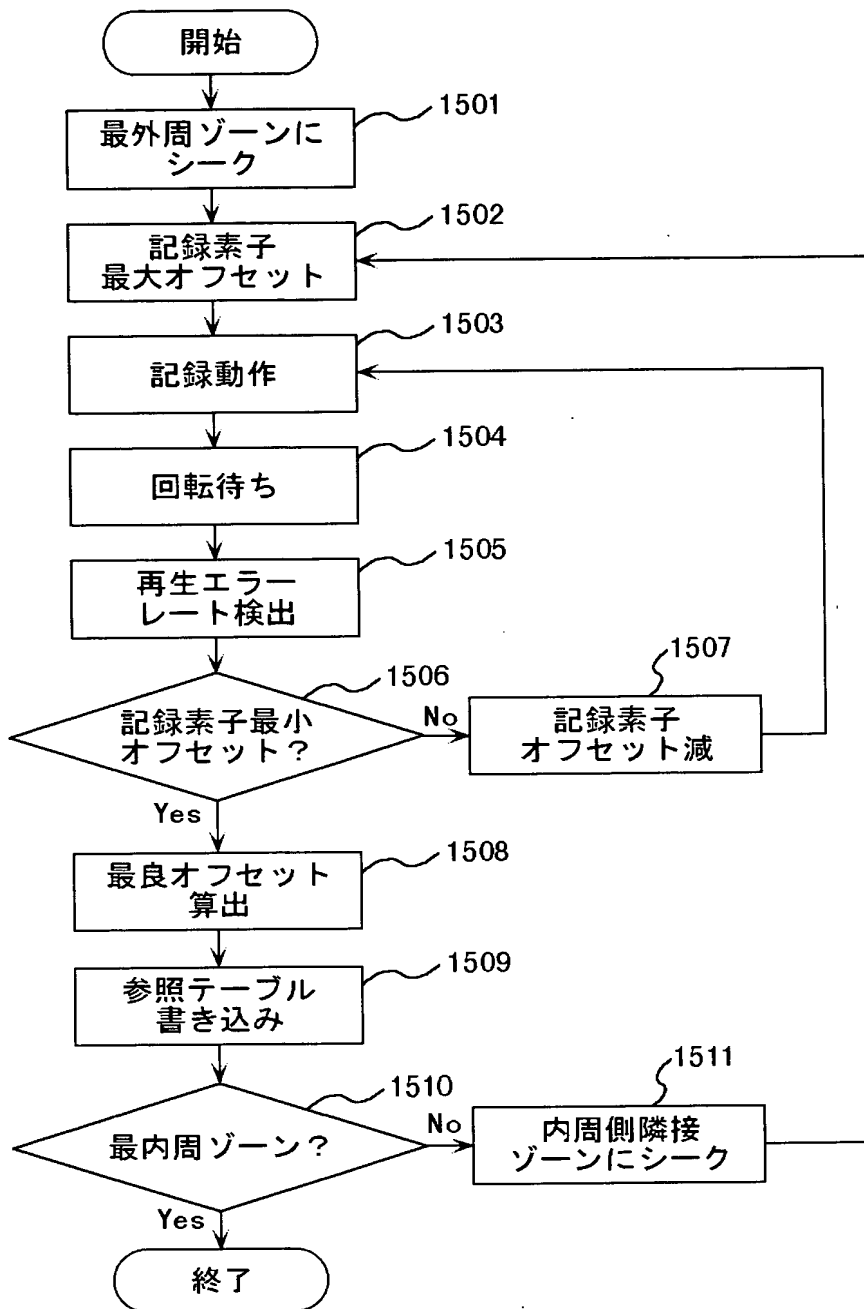 開始
1501
最外周ゾーンに
シーク
1502
記録素子
最大オフセット
1503
記録動作
1504
回転待ち
1505
再生エラー
レート検出
1506
記録素子最小
オフセット？
No
1507
記録素子
オフセット減
Yes
1508
最良オフセット
算出
1509
参照テーブル
書き込み
1510
最内周ゾーン？
No
1511
内周側隣接
ゾーンにシーク
Yes
終了